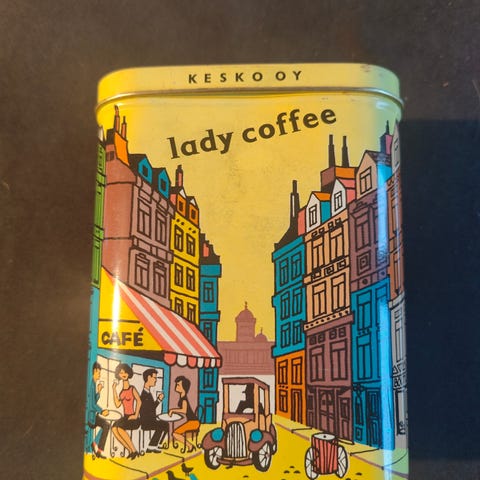 KESKO OY
lady coffee
CAFÉ